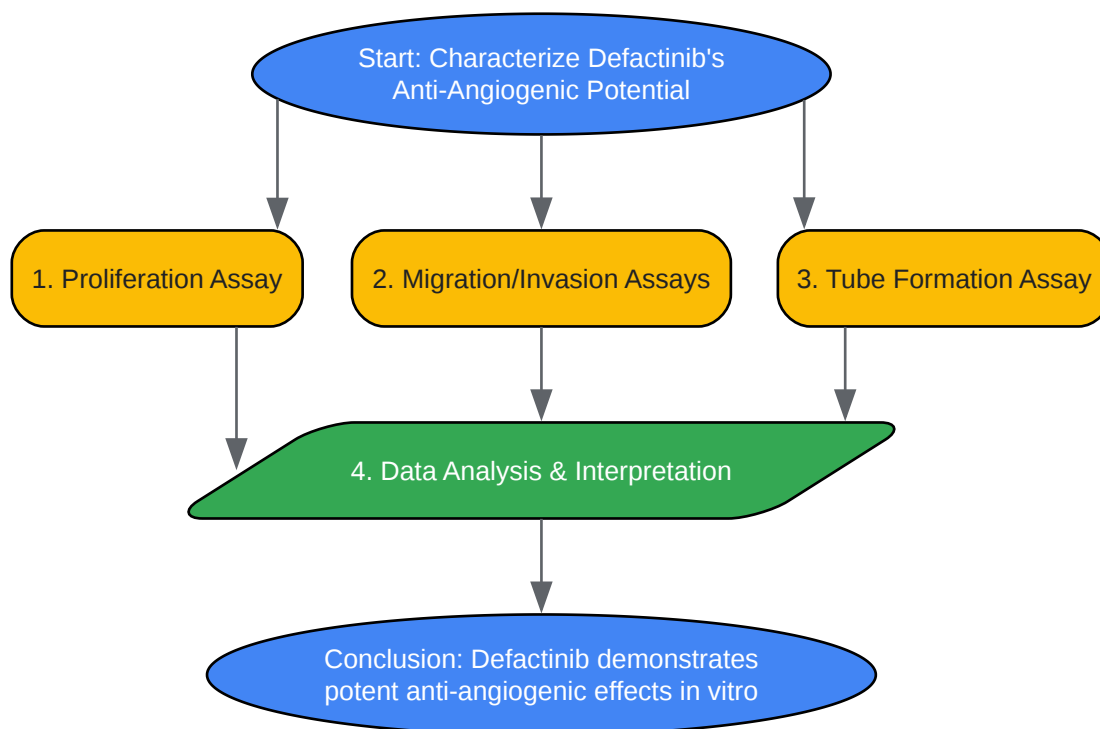 Start: Characterize Defactinib's
Anti-Angiogenic Potential
1. Proliferation Assay
2. Migration/Invasion Assays
3. Tube Formation Assay
4. Data Analysis & Interpretation
Conclusion: Defactinib demonstrates
potent anti-angiogenic effects in vitro